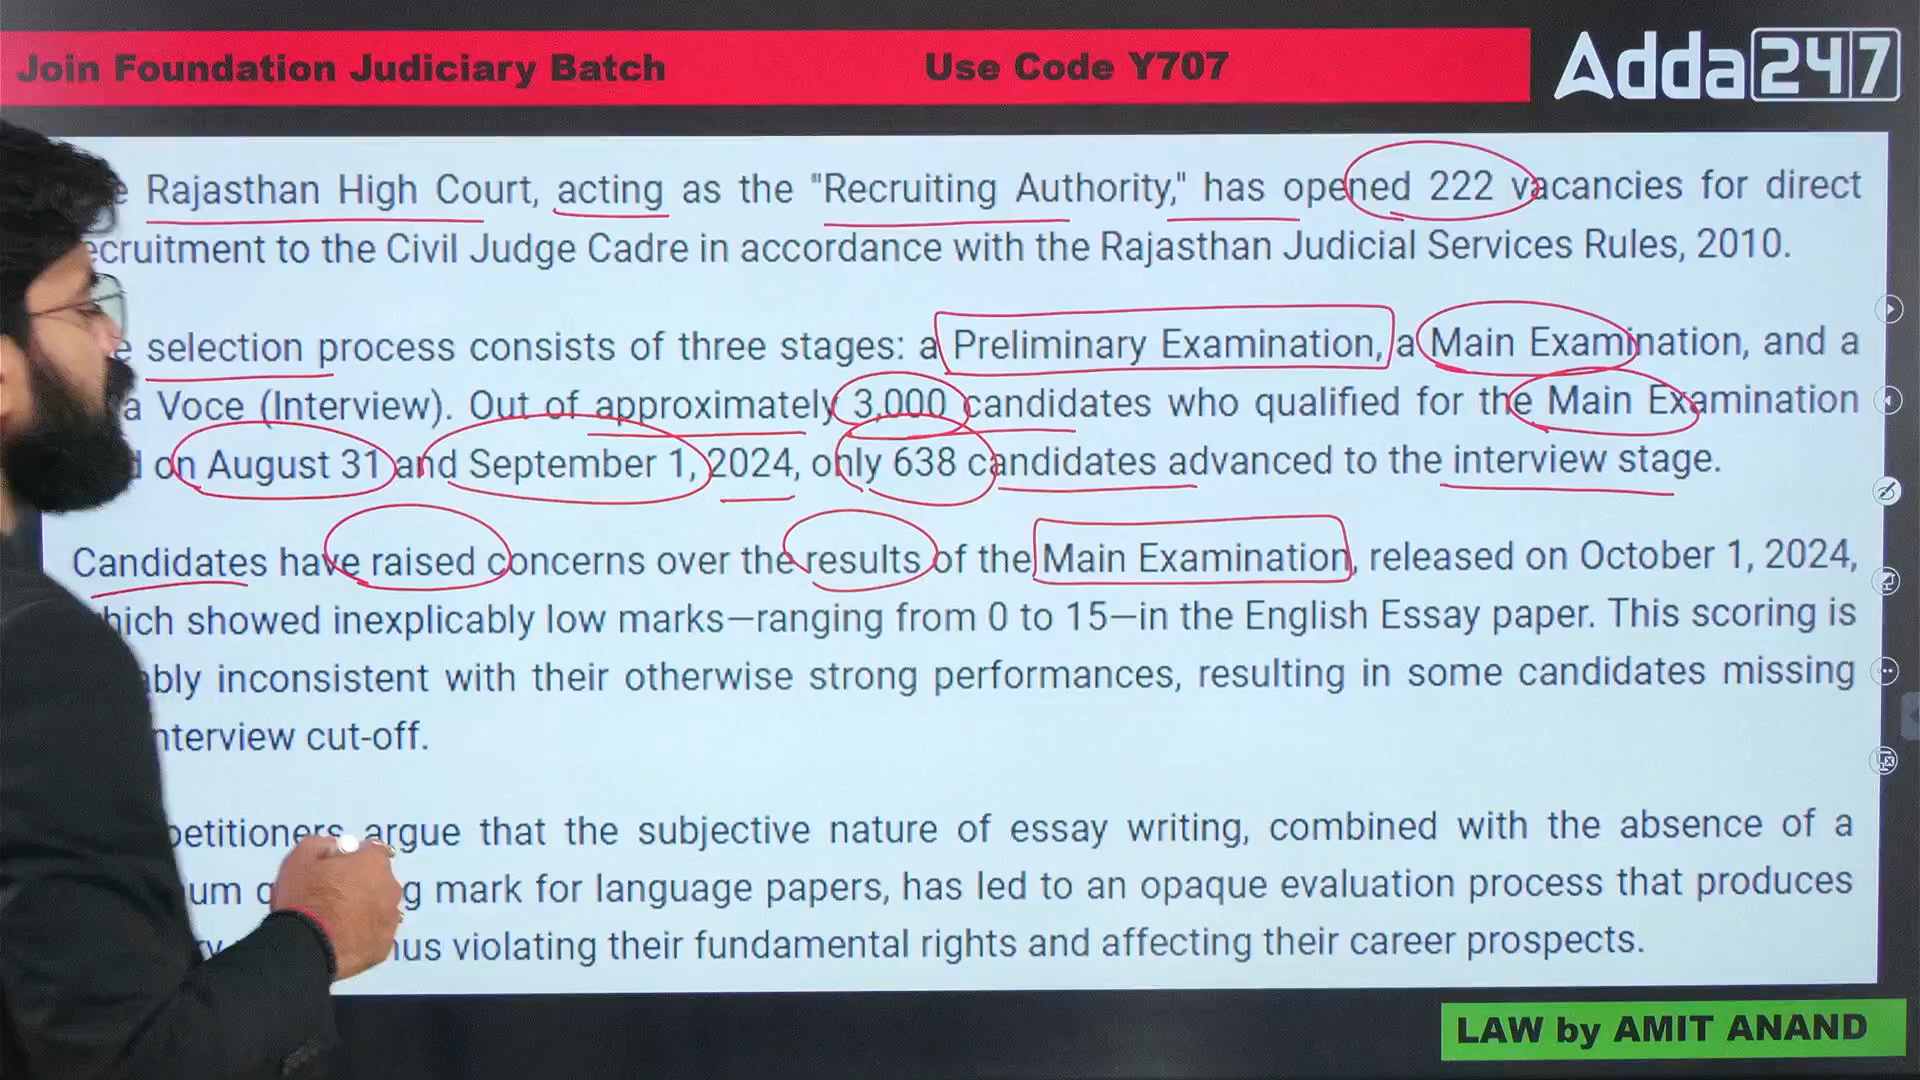 Join Foundation Judiciary Batch Use Code Y707
Adda247
Rajasthan High Court, acting as the "Recruiting Authority," has opened 222 vacancies for direct
to the Civil Judge Cadre in accordance with the Rajasthan Judicial Services Rules, 2010.
selection process consists of three stages: a Preliminary Examination, a Main Examination, and a
Voce (Interview). Out of approximately 3,000 candidates who qualified for the Main Examination
on August 31 and September 1, 2024, only 638 candidates advanced to the interview stage.
Candidates have raised concerns over the results of the Main Examination, released on October 1, 2024,
showed inexplicably low marks—ranging from 0 to 15—in the English Essay paper. This scoring is
inconsistent with their otherwise strong performances, resulting in some candidates missing
cut-off.
petitioners argue that the subjective nature of essay writing, combined with the absence of a
mark for language papers, has led to an opaque evaluation process that produces
violating their fundamental rights and affecting their career prospects.
LAW by AMIT ANAND